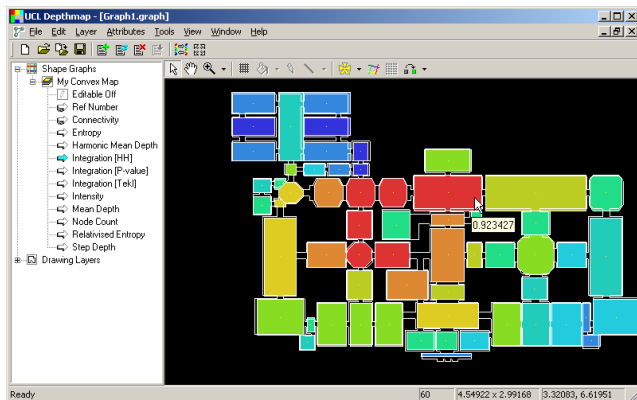 UCL Depthmap - [Graph1.graph]
File Edit Layer Attributes Tools View Window Help
Shape Graphs
My Convex Map
Editable Off
Ref Number
Connectivity
Entropy
Harmonic Mean Depth
Integration [HH]
Integration [P-value]
Integration [Tekl]
Intensity
Mean Depth
Node Count
Relativised Entropy
Step Depth
Drawing Layers
0.923427
Ready 60 4.54922 x 2.99168 3.32083, 6.61951